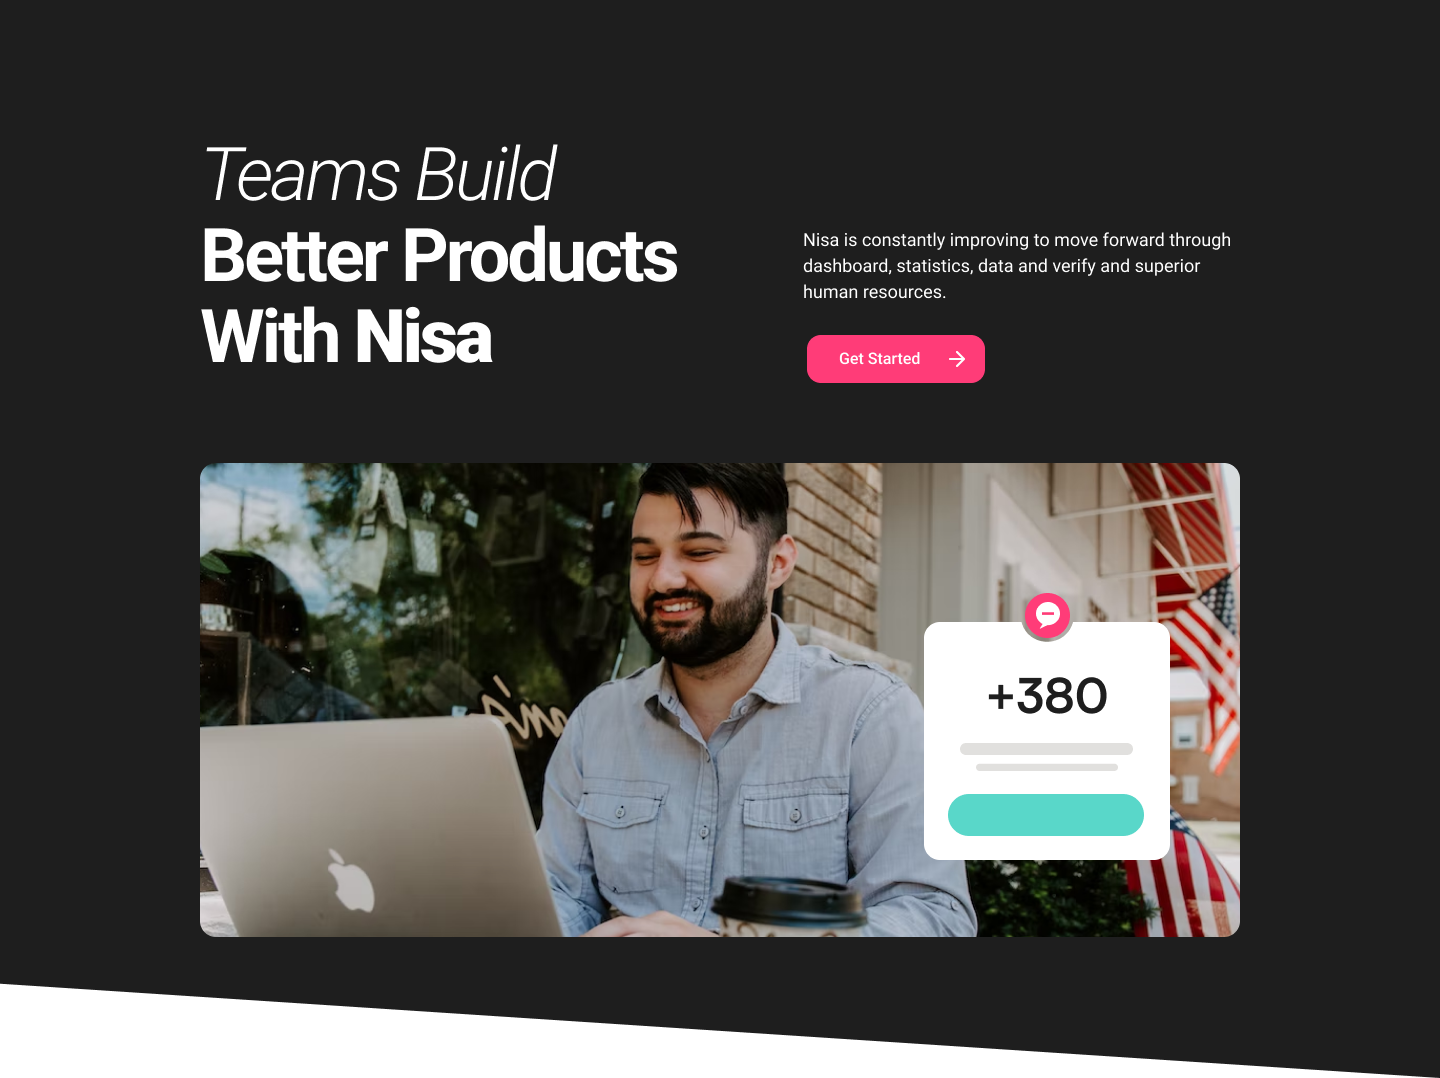 Teams Build
Better Products
With Nisa
Nisa is constantly improving to move forward through
dashboard, statistics, data and verify and superior
human resources.
Get Started
+380